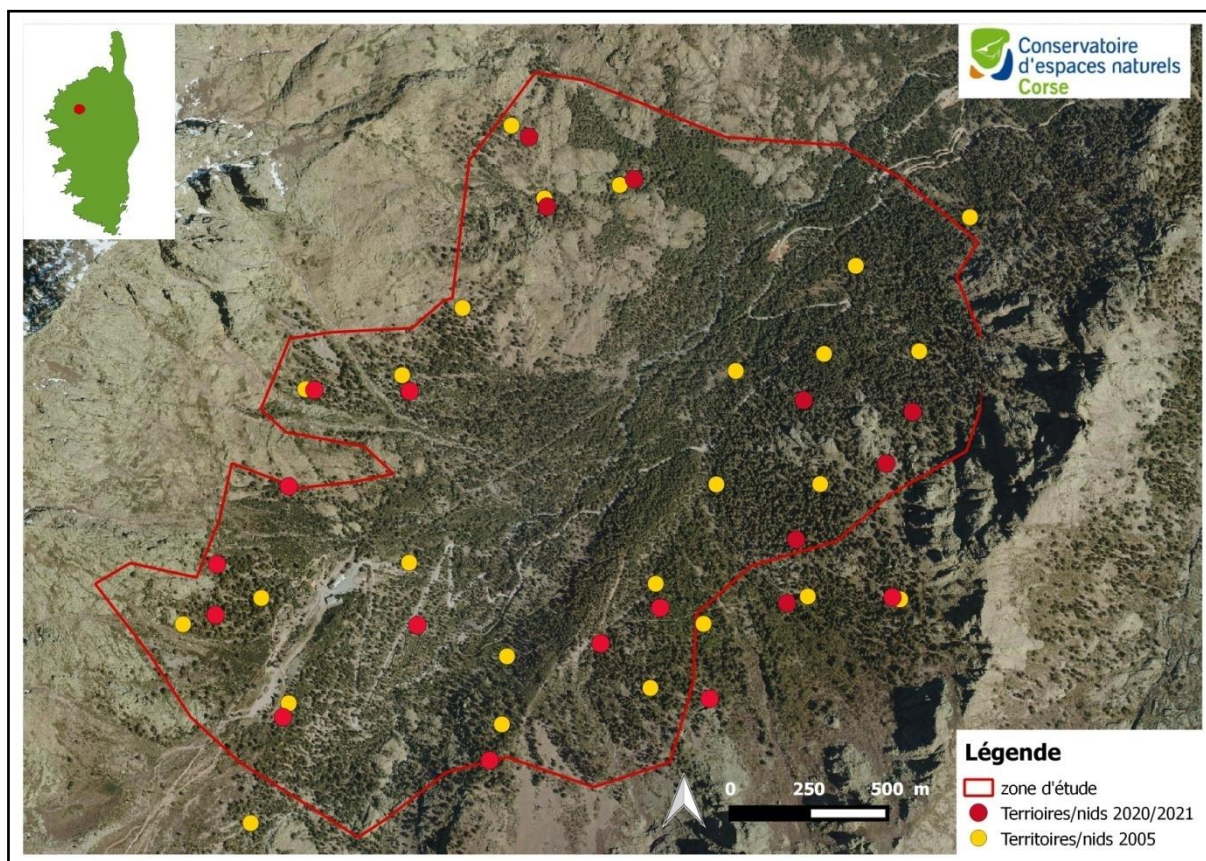 Conservatoire
d'espaces naturels
Corse
Légende
zone d'étude
Terrioires/nids 2020/2021
Territoires/nids 2005
0 250 500 m